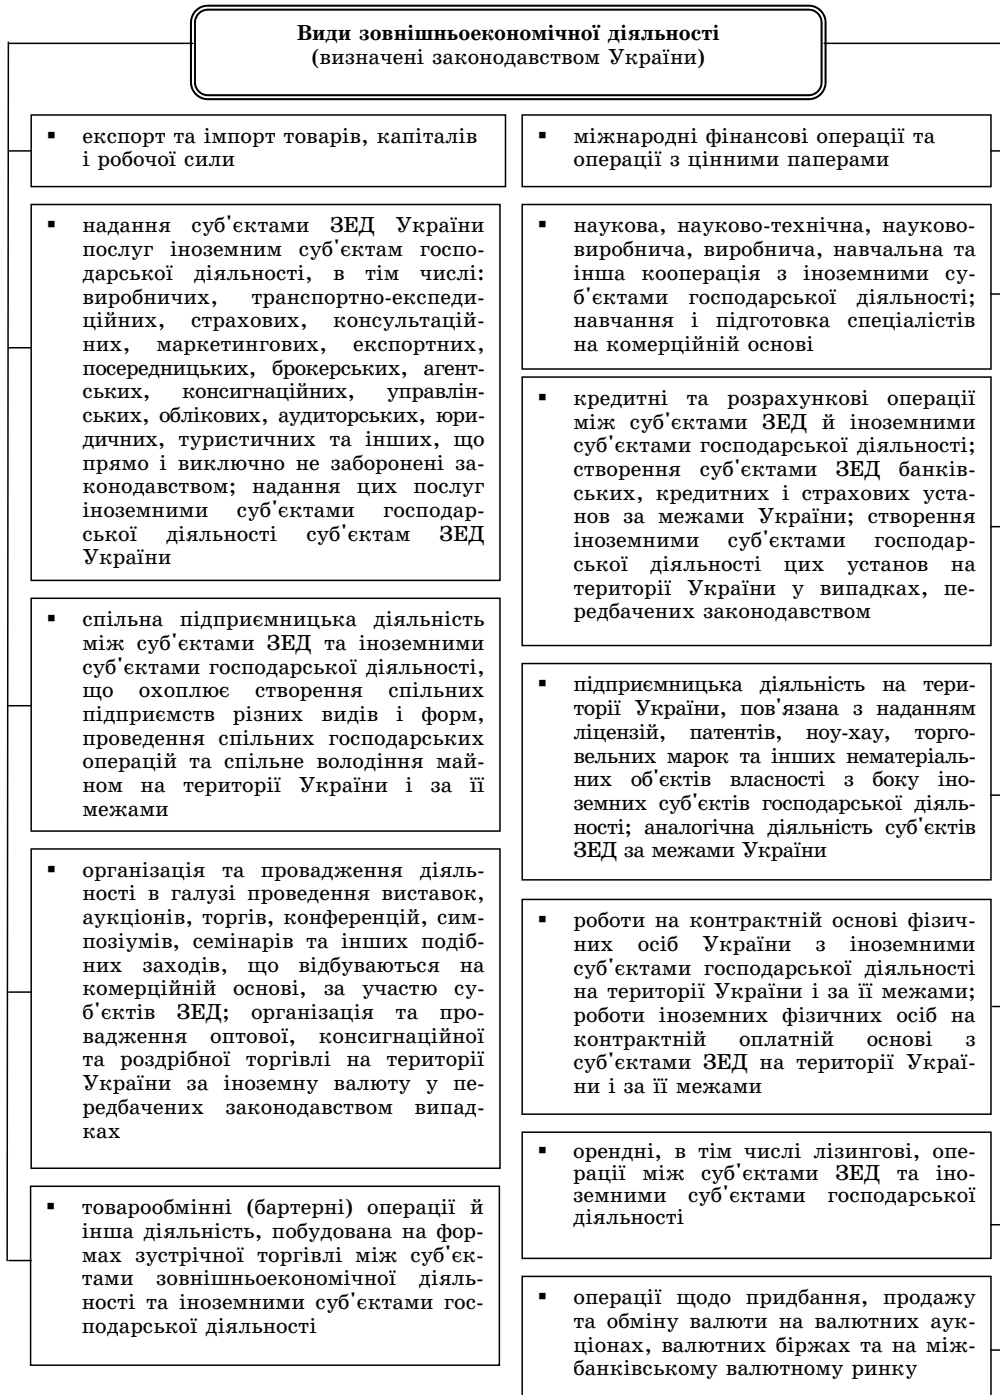 Види зовнішньоекономічної діяльності
(визначені законодавством України)
▪ експорт та імпорт товарів, капіталів
і робочої сили
▪ надання суб'єктами ЗЕД України
послуг іноземним суб'єктам госпо-
дарської діяльності, в тім числі:
виробничих, транспортно-експеди-
ційних, страхових, консультацій-
них, маркетингових, експортних,
посередницьких, брокерських, агент-
ських, консигнаційних, управлін-
ських, облікових, аудиторських, юри-
дичних, туристичних та інших, що
прямо і виключно не заборонені за-
конодавством; надання цих послуг
іноземними суб'єктами господар-
ської діяльності суб'єктам ЗЕД
України
▪ спільна підприємницька діяльність
між суб'єктами ЗЕД та іноземними
суб'єктами господарської діяльності,
що охоплює створення спільних
підприємств різних видів і форм,
проведення спільних господарських
операцій та спільне володіння май-
ном на території України і за її
межами
▪ організація та провадження діяль-
ності в галузі проведення виставок,
аукціонів, торгів, конференцій, сим-
позіумів, семінарів та інших подіб-
них заходів, що відбуваються на
комерційній основі, за участю су-
б'єктів ЗЕД; організація та про-
вадження оптової, консигнаційної
та роздрібної торгівлі на території
України за іноземну валюту у пе-
редбачених законодавством випад-
ках
▪ товарообмінні (бартерні) операції й
інша діяльність, побудована на фор-
мах зустрічної торгівлі між суб'єк-
тами зовнішньоекономічної діяль-
ності та іноземними суб'єктами гос-
подарської діяльності
▪ міжнародні фінансові операції та
операції з цінними паперами
▪ наукова, науково-технічна, науково-
виробнича, виробнича, навчальна та
інша кооперація з іноземними су-
б'єктами господарської діяльності;
навчання і підготовка спеціалістів
на комерційній основі
▪ кредитні та розрахункові операції
між суб'єктами ЗЕД й іноземними
суб'єктами господарської діяльності;
створення суб'єктами ЗЕД банків-
ських, кредитних і страхових уста-
нов за межами України; створення
іноземними суб'єктами господар-
ської діяльності цих установ на
території України у випадках, пе-
редбачених законодавством
▪ підприємницька діяльність на тери-
торії України, пов'язана з наданням
ліцензій, патентів, ноу-хау, торго-
вельних марок та інших нематеріаль-
них об'єктів власності з боку іно-
земних суб'єктів господарської діяль-
ності; аналогічна діяльність суб'єктів
ЗЕД за межами України
▪ роботи на контрактній основі фізич-
них осіб України з іноземними
суб'єктами господарської діяльності
на території України і за її межами;
роботи іноземних фізичних осіб на
контрактній оплатній основі з
суб'єктами ЗЕД на території Украї-
ни і за її межами
▪ орендні, в тім числі лізингові, опе-
рації між суб'єктами ЗЕД та іно-
земними суб'єктами господарської
діяльності
▪ операції щодо придбання, продажу
та обміну валюти на валютних аук-
ціонах, валютних біржах та на між-
банківському валютному ринку